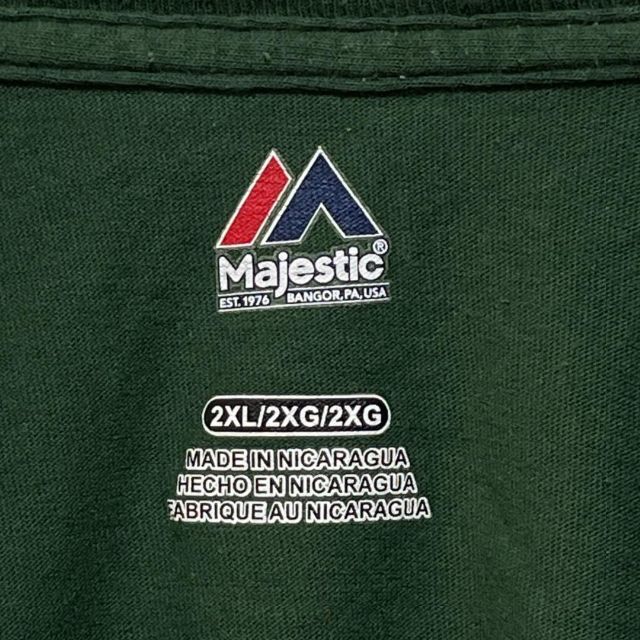 Majestic®
EST. 1976 BANGOR, PA, USA
2XL/2XG/2XG
MADE IN NICARAGUA
HECHO EN NICARAGUA
FABRIQUE AU NICARAGUA